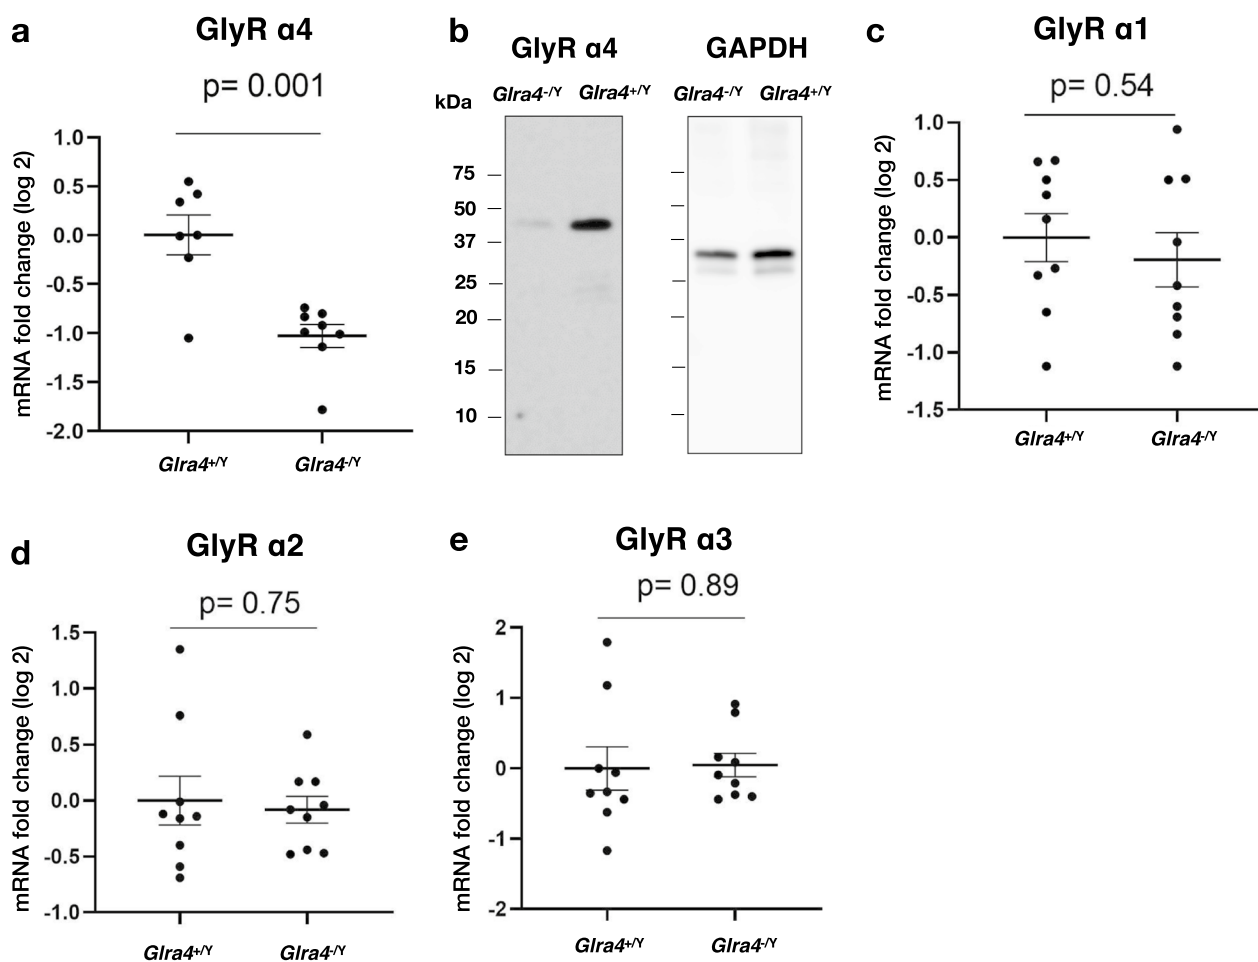 a
GlyR α4
p= 0.001
mRNA fold change (log 2)
1.0
0.5
0.0
-0.5
-1.0
-1.5
-2.0
Glra4+/Y
Glra4-/Y
b
GlyR α4
GAPDH
kDa
Glra4-/Y
Glra4+/Y
Glra4-/Y
Glra4+/Y
75
50
37
25
20
15
10
c
GlyR α1
p= 0.54
mRNA fold change (log 2)
1.0
0.5
0.0
-0.5
-1.0
-1.5
Glra4+/Y
Glra4-/Y
d
GlyR α2
p= 0.75
mRNA fold change (log 2)
1.5
1.0
0.5
0.0
-0.5
-1.0
Glra4+/Y
Glra4-/Y
e
GlyR α3
p= 0.89
mRNA fold change (log 2)
2
1
0
-1
-2
Glra4+/Y
Glra4-/Y